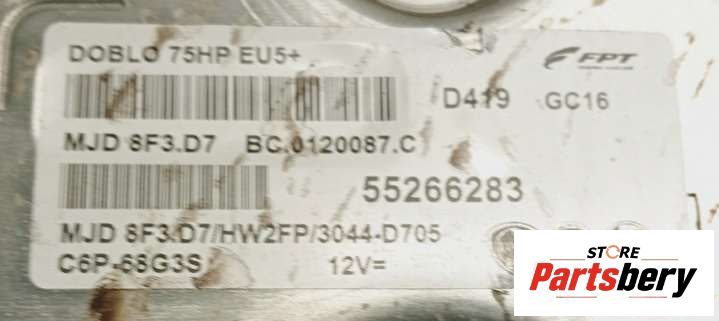 DOBLO 75HP EU5+
FPT
D419 GC16
MJD 8F3.D7 BC.0120087.C
55266283
MJD 8F3.D7/HW2FP/3044-D705
C6P-68G3S 12V=
STORE
Partsbery